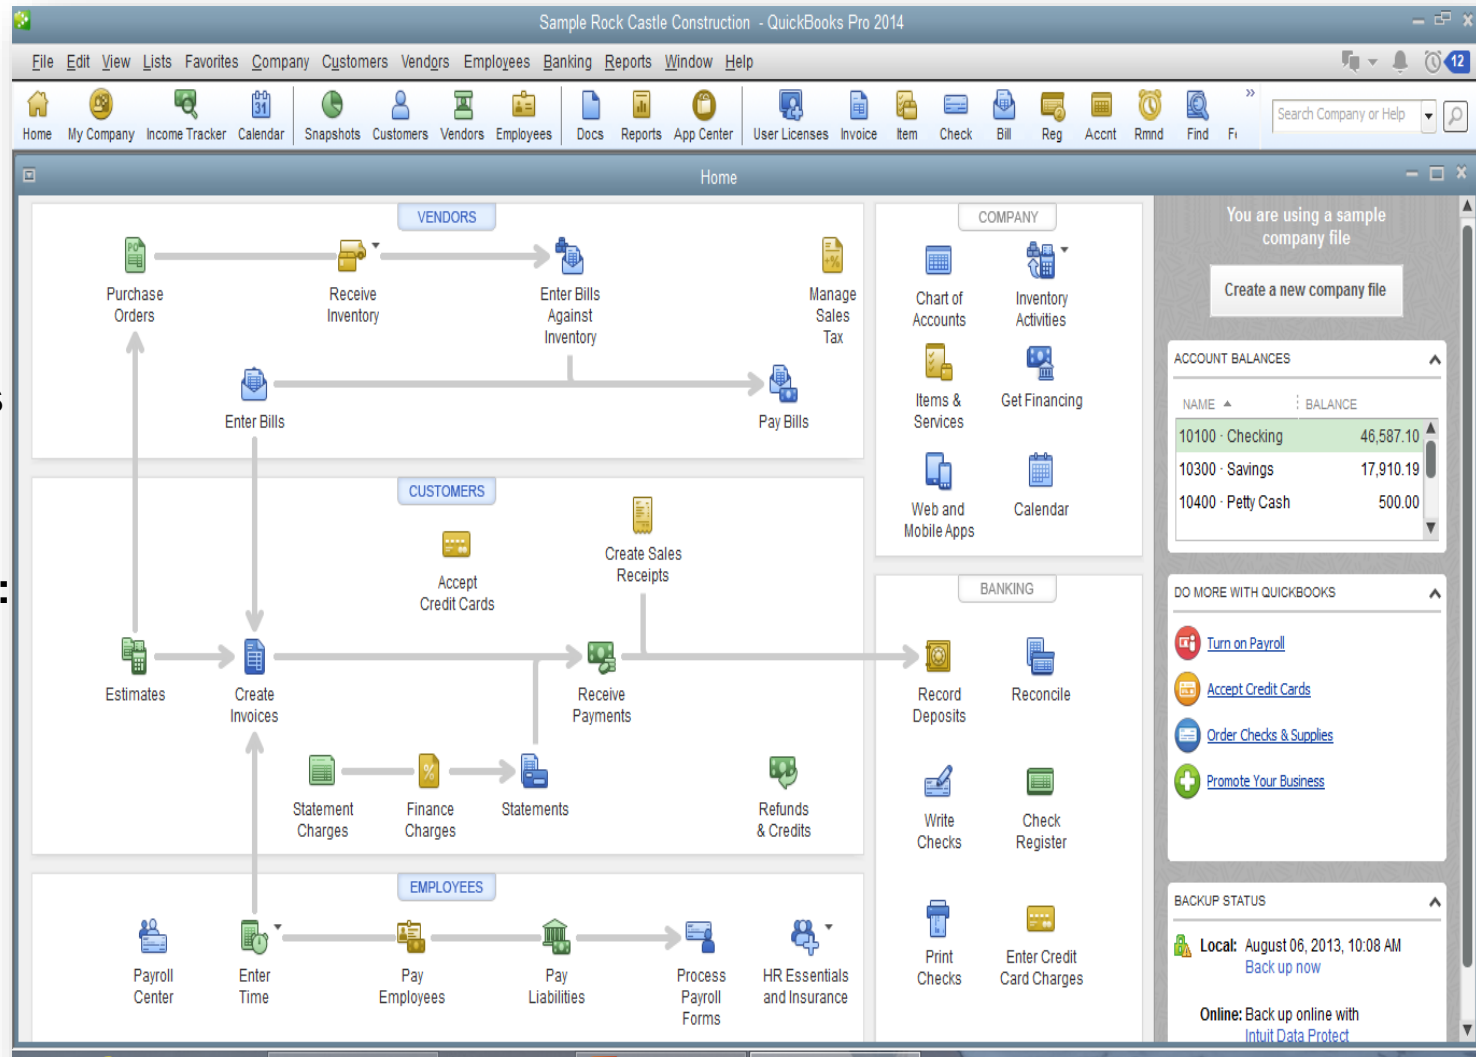 Sample Rock Castle Construction - QuickBooks Pro 2014
File Edit View Lists Favorites Company Customers Vendors Employees Banking Reports Window Help
12
31
Home My Company Income Tracker Calendar Snapshots Customers Vendors Employees Docs Reports App Center User Licenses Invoice Item Check Bill Reg Accnt Rmnd Find
Search Company or Help
Home
VENDORS
PO
Purchase
Orders
Receive
Inventory
Enter Bills
Against
Inventory
Manage
Sales
Tax
Enter Bills
Pay Bills
CUSTOMERS
Accept
Credit Cards
Create Sales
Receipts
Estimates
Create
Invoices
Receive
Payments
Statement
Charges
Finance
Charges
Statements
Refunds
& Credits
EMPLOYEES
Payroll
Center
Enter
Time
Pay
Employees
Pay
Liabilities
Process
Payroll
Forms
HR Essentials
and Insurance
COMPANY
Chart of
Accounts
Inventory
Activities
Items &
Services
Get Financing
Web and
Mobile Apps
Calendar
BANKING
Record
Deposits
Reconcile
Write
Checks
Check
Register
Print
Checks
Enter Credit
Card Charges
You are using a sample
company file
Create a new company file
ACCOUNT BALANCES
NAME BALANCE
10100 · Checking 46,587.10
10300 · Savings 17,910.19
10400 · Petty Cash 500.00
DO MORE WITH QUICKBOOKS
Turn on Payroll
Accept Credit Cards
Order Checks & Supplies
Promote Your Business
BACKUP STATUS
Local: August 06, 2013, 10:08 AM
Back up now
Online: Back up online with
Intuit Data Protect